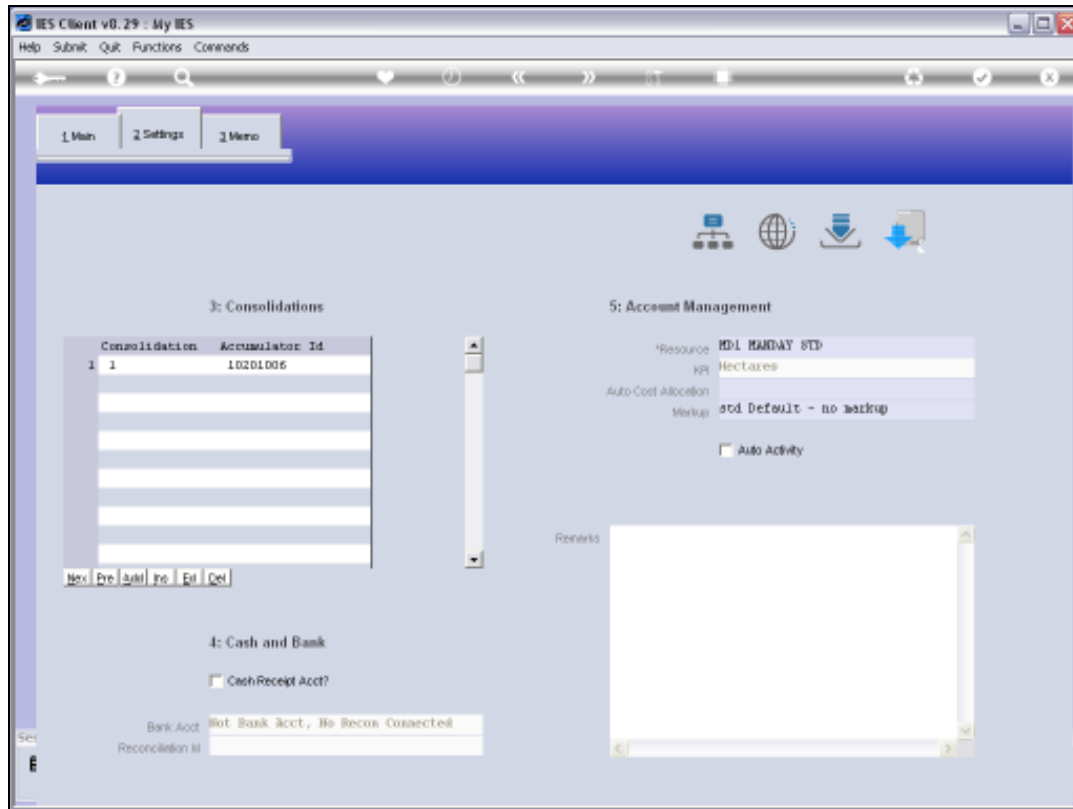 IES Client v8.29 : My IES
Help Submit Quit Functions Commands
1 Main 2 Settings 3 Memo
3: Consolidations
Consolidation Accumulator Id
1 1 10201006
Nex Pre Add Ins Ed Del
4: Cash and Bank
Cash Receipt Acct?
Bank Acct Not Bank Acct, No Recon Connected
Reconciliation Id
5: Account Management
*Resource MD1 MANDAY STD
KPI Hectares
Auto Cost Allocation
Markup std Default - no markup
Auto Activity
Remarks